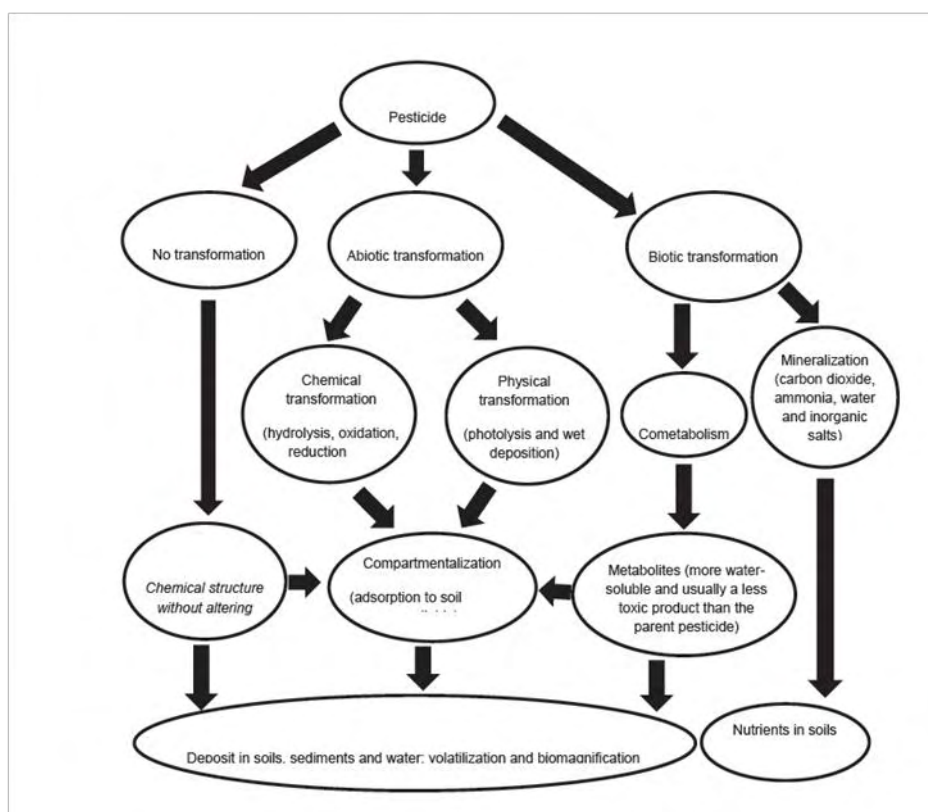 Pesticide
No transformation
Abiotic transformation
Biotic transformation
Chemical
transformation
(hydrolysis, oxidation,
reduction
Physical
transformation
(photolysis and wet
deposition)
Cometabolism
Mineralization
(carbon dioxide,
ammonia, water
and inorganic
salts)
Chemical structure
without altering
Compartmentalization
(adsorption to soil
Metabolites (more water-
soluble and usually a less
toxic product than the
parent pesticide)
Deposit in soils, sediments and water: volatilization and biomagnification
Nutrients in soils